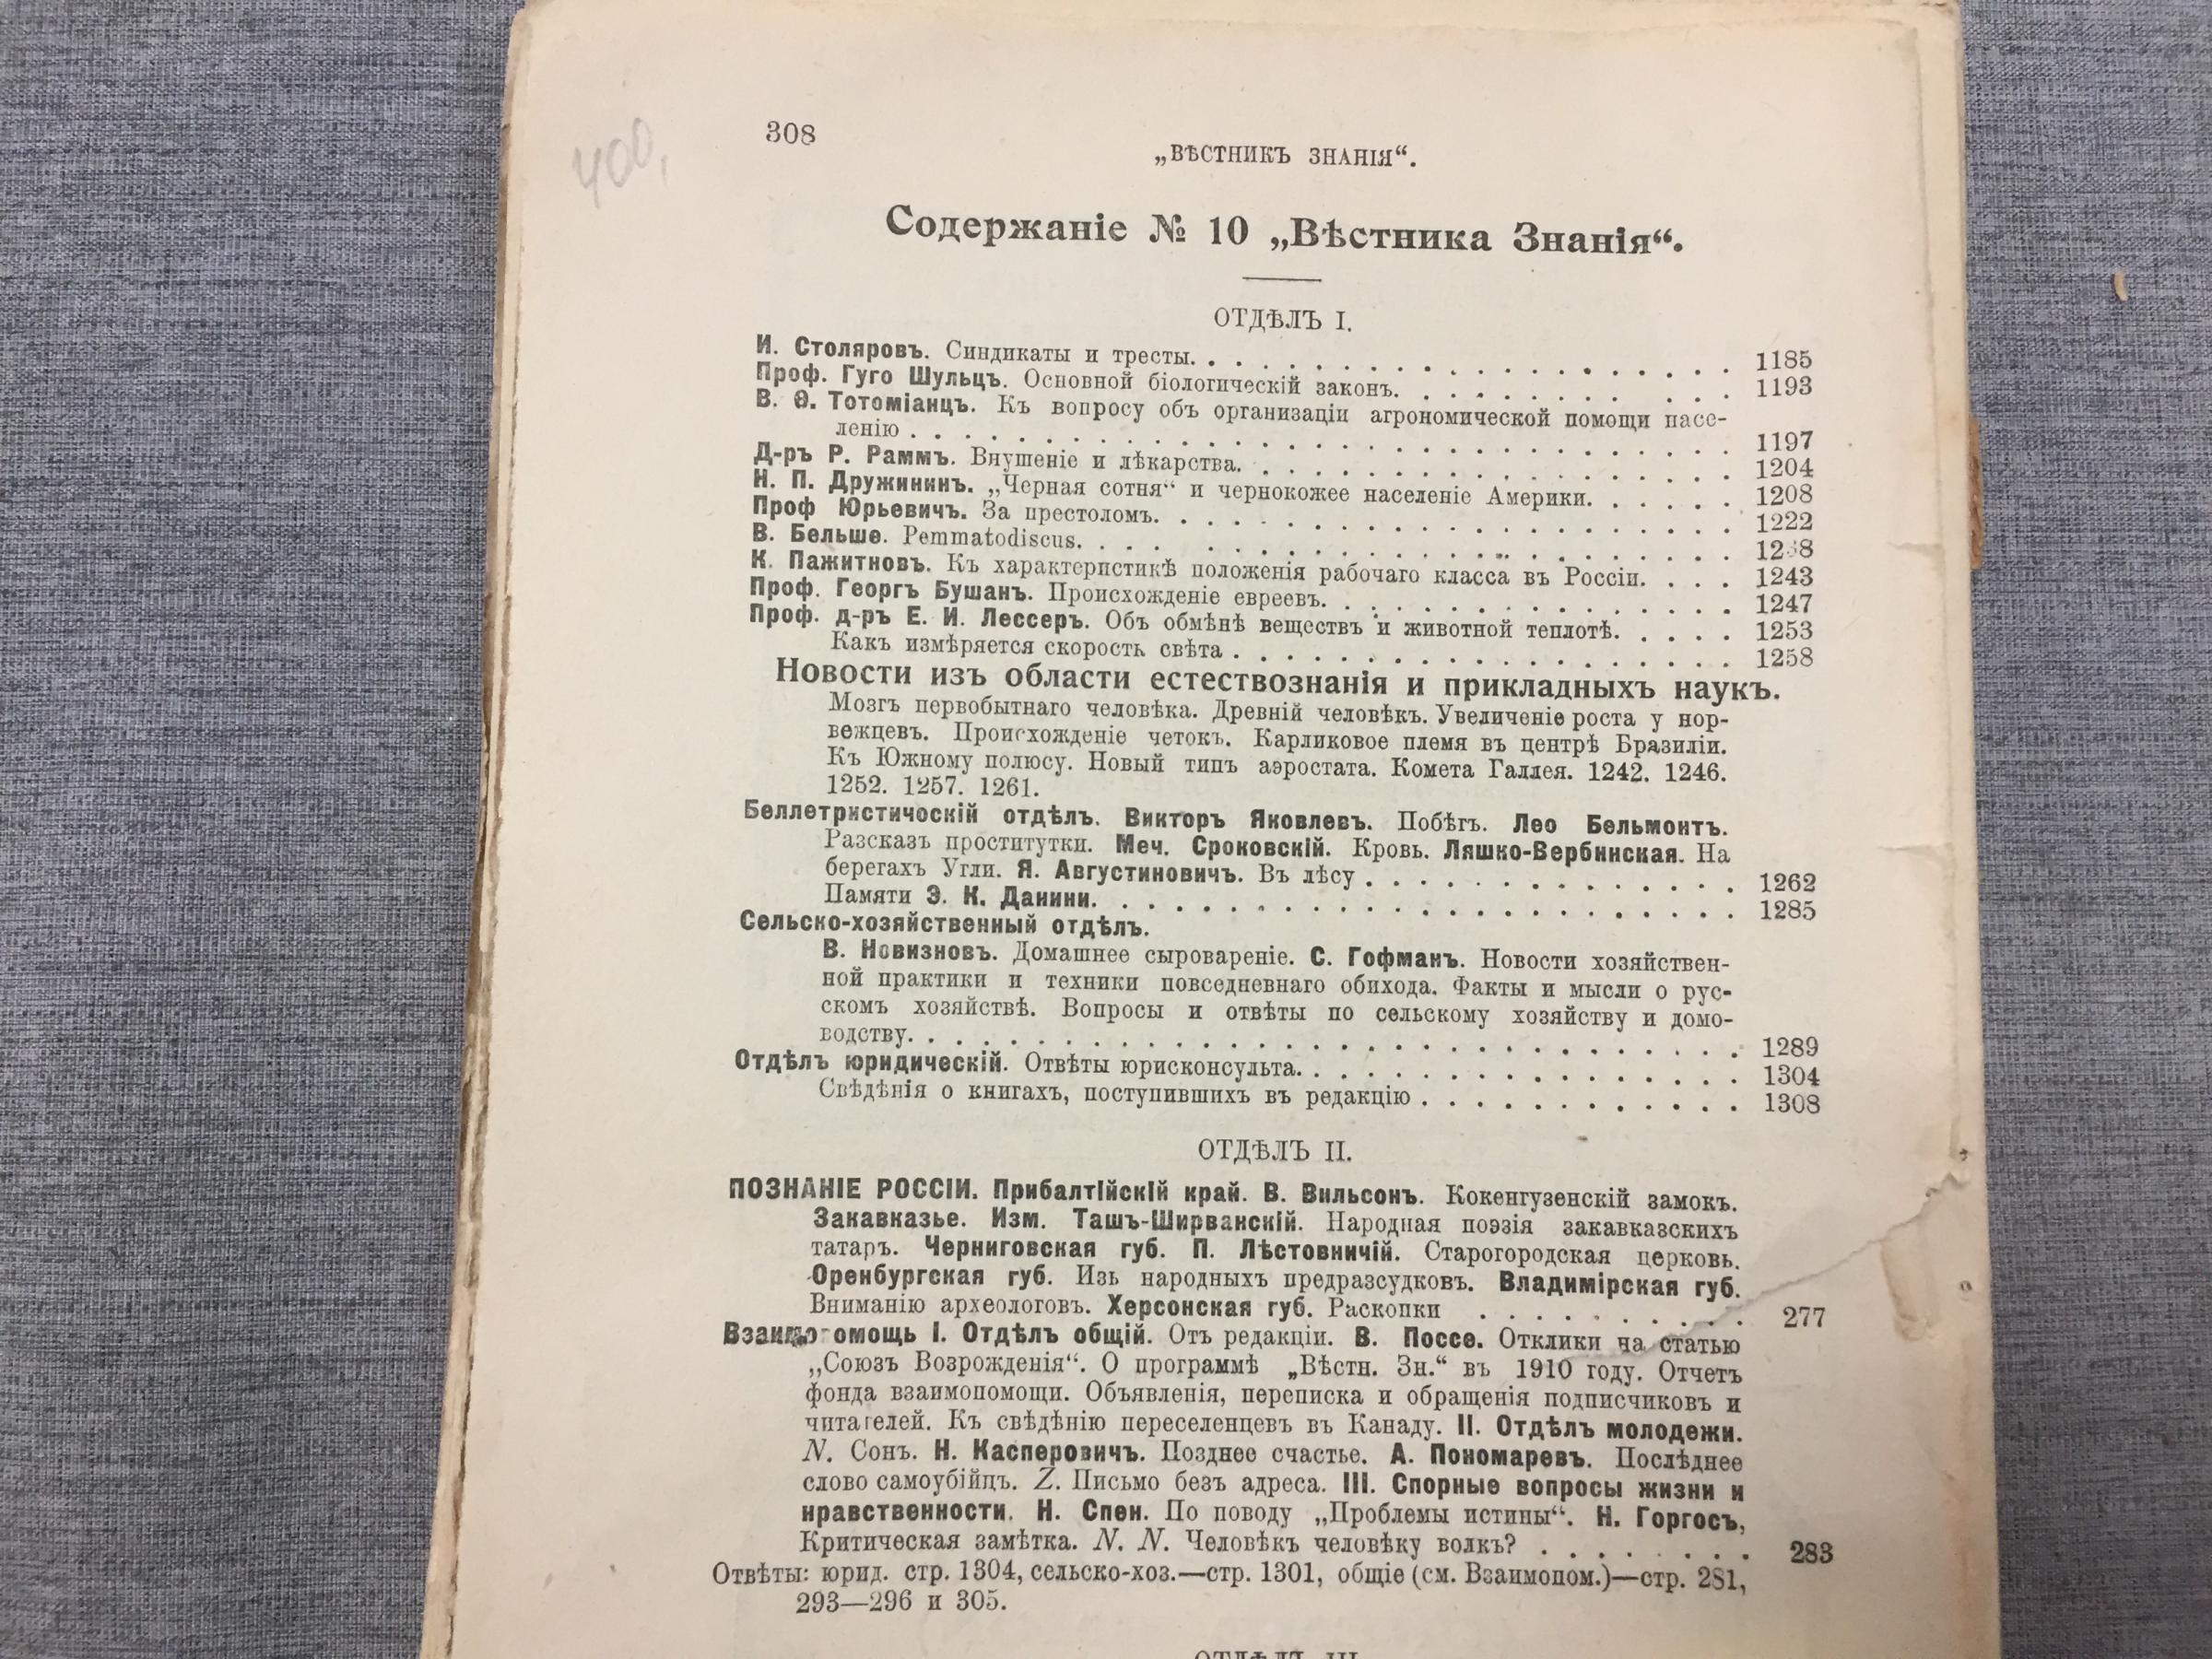 400,
308
„ВѢСТНИКЪ ЗНАНІЯ“.
Содержаніе № 10 „Вѣстника Знанія“.
ОТДѢЛЪ I.
И. Столяровъ. Синдикаты и тресты. . . . . . . . . . . . . . . . . . . . . 1185
Проф. Гуго Шульцъ. Основной біологическій законъ. . . . . . . . . . . . . 1193
В. Ѳ. Тотоміанцъ. Къ вопросу объ организаціи агрономической помощи насе-
ленію . . . . . . . . . . . . . . . . . . . . . . . . . . . . . . . 1197
Д-ръ Р. Раммъ. Внушеніе и лѣкарства. . . . . . . . . . . . . . . . . . . 1204
Н. П. Дружининъ. „Черная сотня“ и чернокожее населеніе Америки. . . . . . 1208
Проф Юрьевичъ. За престоломъ. . . . . . . . . . . . . . . . . . . . . . 1222
В. Бельше. Pemmatodiscus. . . . . . . . . . . . . . . . . . . . . . . .
К. Пажитновъ. Къ характеристикѣ положенія рабочаго класса въ Россіи. . . . 1243
Проф. Георгъ Бушанъ. Происхожденіе евреевъ. . . . . . . . . . . . . . . . 1247
Проф. д-ръ Е. И. Лессеръ. Объ обмѣнѣ веществъ и животной теплотѣ. . . . . 1253
Какъ измѣряется скорость свѣта . . . . . . . . . . . . . . . . . . . 1258
Новости изъ области естествознанія и прикладныхъ наукъ.
Мозгъ первобытнаго человѣка. Древній человѣкъ. Увеличеніе роста у нор-
вежцевъ. Происхожденіе четокъ. Карликовое племя въ центрѣ Бразиліи.
Къ Южному полюсу. Новый типъ аэростата. Комета Галлея. 1242. 1246.
1252. 1257. 1261.
Беллетристическій отдѣлъ. Викторъ Яковлевъ. Побѣгъ. Лео Бельмонтъ.
Разсказъ проститутки. Меч. Сроковскій. Кровь. Ляшко-Вербинская. На
берегахъ Угли. Я. Августиновичъ. Въ лѣсу . . . . . . . . . . . . . . 1262
Памяти Э. К. Данини. . . . . . . . . . . . . . . . . . . . . . . . 1285
Сельско-хозяйственный отдѣлъ.
В. Новизновъ. Домашнее сыровареніе. С. Гофманъ. Новости хозяйствен-
ной практики и техники повседневнаго обихода. Факты и мысли о рус-
скомъ хозяйствѣ. Вопросы и отвѣты по сельскому хозяйству и домо-
водству. . . . . . . . . . . . . . . . . . . . . . . . . . . . . . . 1289
Отдѣлъ юридическій. Отвѣты юрисконсульта. . . . . . . . . . . . . . . . . 1304
Свѣдѣнія о книгахъ, поступившихъ въ редакцію . . . . . . . . . . . . 1308
ОТДѢЛЪ II.
ПОЗНАНІЕ РОССІИ. Прибалтійскій край. В. Вильсонъ. Кокенгузенскій замокъ.
Закавказье. Изм. Ташъ-Ширванскій. Народная поэзія закавказскихъ
татаръ. Черниговская губ. П. Лѣстовничій. Старогородская церковь.
Оренбургская губ. Изъ народныхъ предразсудковъ. Владимірская губ.
Вниманію археологовъ. Херсонская губ. Раскопки . . . . . . . . . . 277
Взаимопомощь I. Отдѣлъ общій. Отъ редакціи. В. Поссе. Отклики на статью
„Союзъ Возрожденія“. О программѣ „Вѣстн. Зн.“ въ 1910 году. Отчетъ
фонда взаимопомощи. Объявленія, переписка и обращенія подписчиковъ и
читателей. Къ свѣдѣнію переселенцевъ въ Канаду. II. Отдѣлъ молодежи.
N. Сонъ. Н. Касперовичъ. Позднее счастье. А. Пономаревъ. Послѣднее
слово самоубійцъ. Z. Письмо безъ адреса. III. Спорные вопросы жизни и
нравственности. Н. Спен. По поводу „Проблемы истины“. Н. Горгосъ,
Критическая замѣтка. N. N. Человѣкъ человѣку волкъ? . . . . . . . . 283
Отвѣты: юрид. стр. 1304, сельско-хоз.—стр. 1301, общіе (см. Взаимопом.)—стр. 281,
293—296 и 305.
ОТДѢЛЪ III.